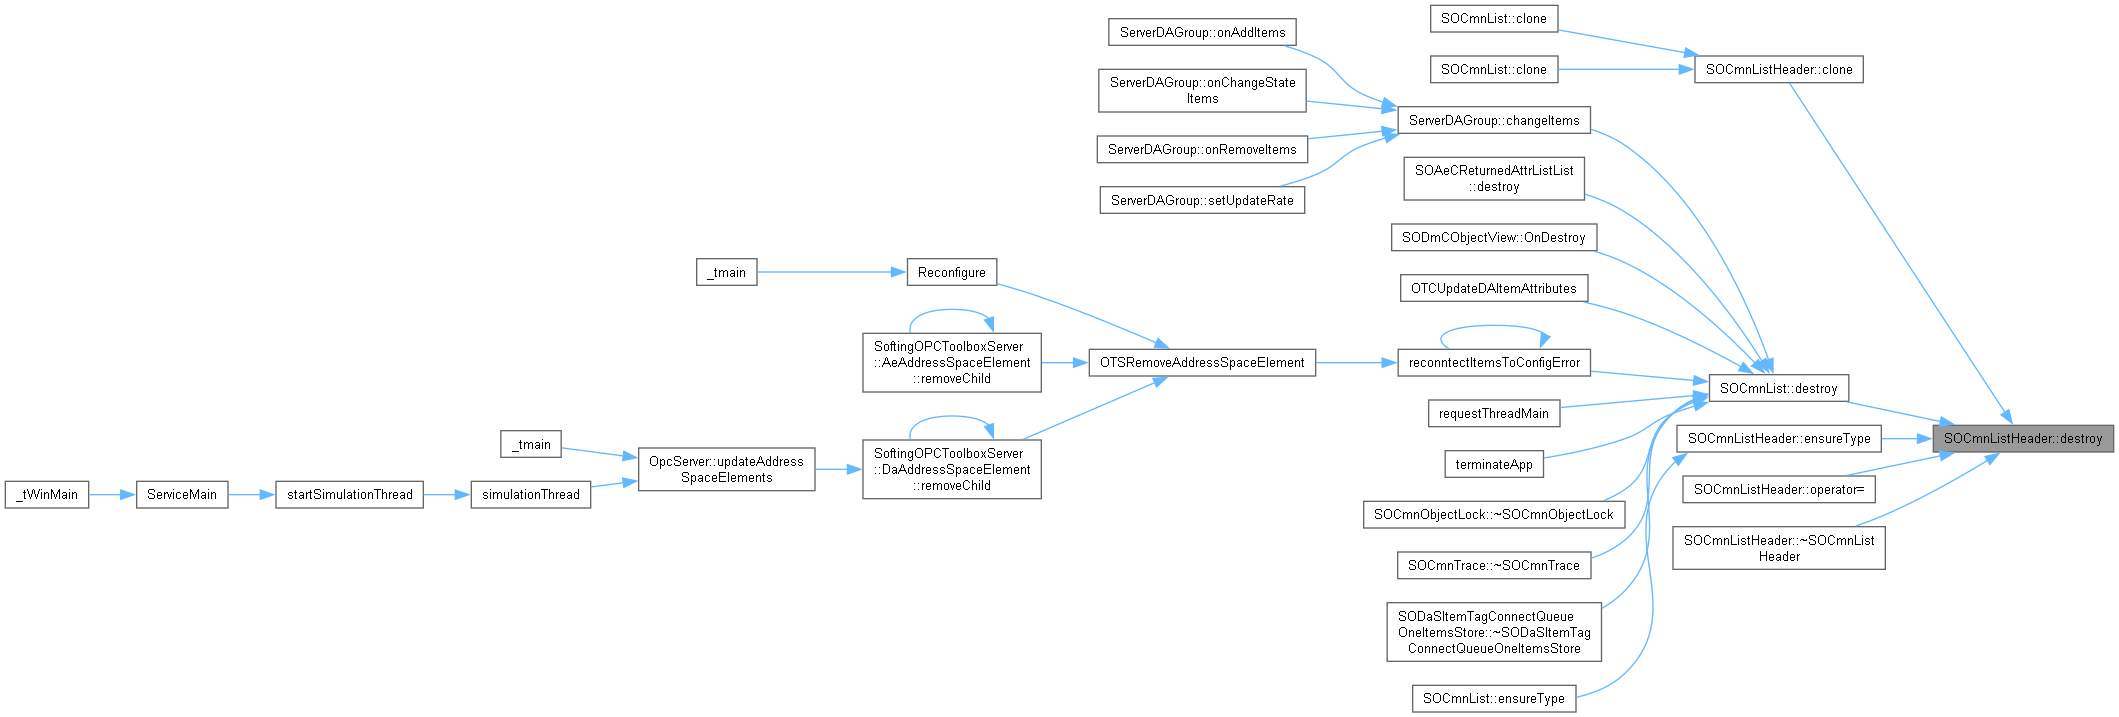 SOCmnList::clone
ServerDAGroup::onAddItems
SOCmnList::clone
SOCmnListHeader::clone
ServerDAGroup::onChangeState
Items
ServerDAGroup::changeItems
ServerDAGroup::onRemoveItems
SOAeCReturnedAttrListList
::destroy
ServerDAGroup::setUpdateRate
SODmCObjectView::OnDestroy
_tmain
Reconfigure
OTCUpdateDAItemAttributes
SoftingOPCToolboxServer
::AeAddressSpaceElement
::removeChild
OTSRemoveAddressSpaceElement
reconntectItemsToConfigError
SOCmnList::destroy
requestThreadMain
SOCmnListHeader::ensureType
SOCmnListHeader::destroy
_tmain
OpcServer::updateAddress
SpaceElements
SoftingOPCToolboxServer
::DaAddressSpaceElement
::removeChild
terminateApp
_tWinMain
ServiceMain
startSimulationThread
simulationThread
SOCmnListHeader::operator=
SOCmnObjectLock::~SOCmnObjectLock
SOCmnListHeader::~SOCmnList
Header
SOCmnTrace::~SOCmnTrace
SODaSItemTagConnectQueue
OneItemsStore::~SODaSItemTag
ConnectQueueOneItemsStore
SOCmnList::ensureType